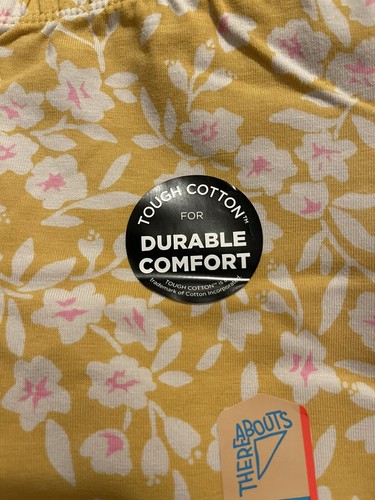 TOUGH COTTON™
FOR
DURABLE
COMFORT
TOUGH COTTON™ is a
trademark of Cotton Incorporated.
THEREABOUTS